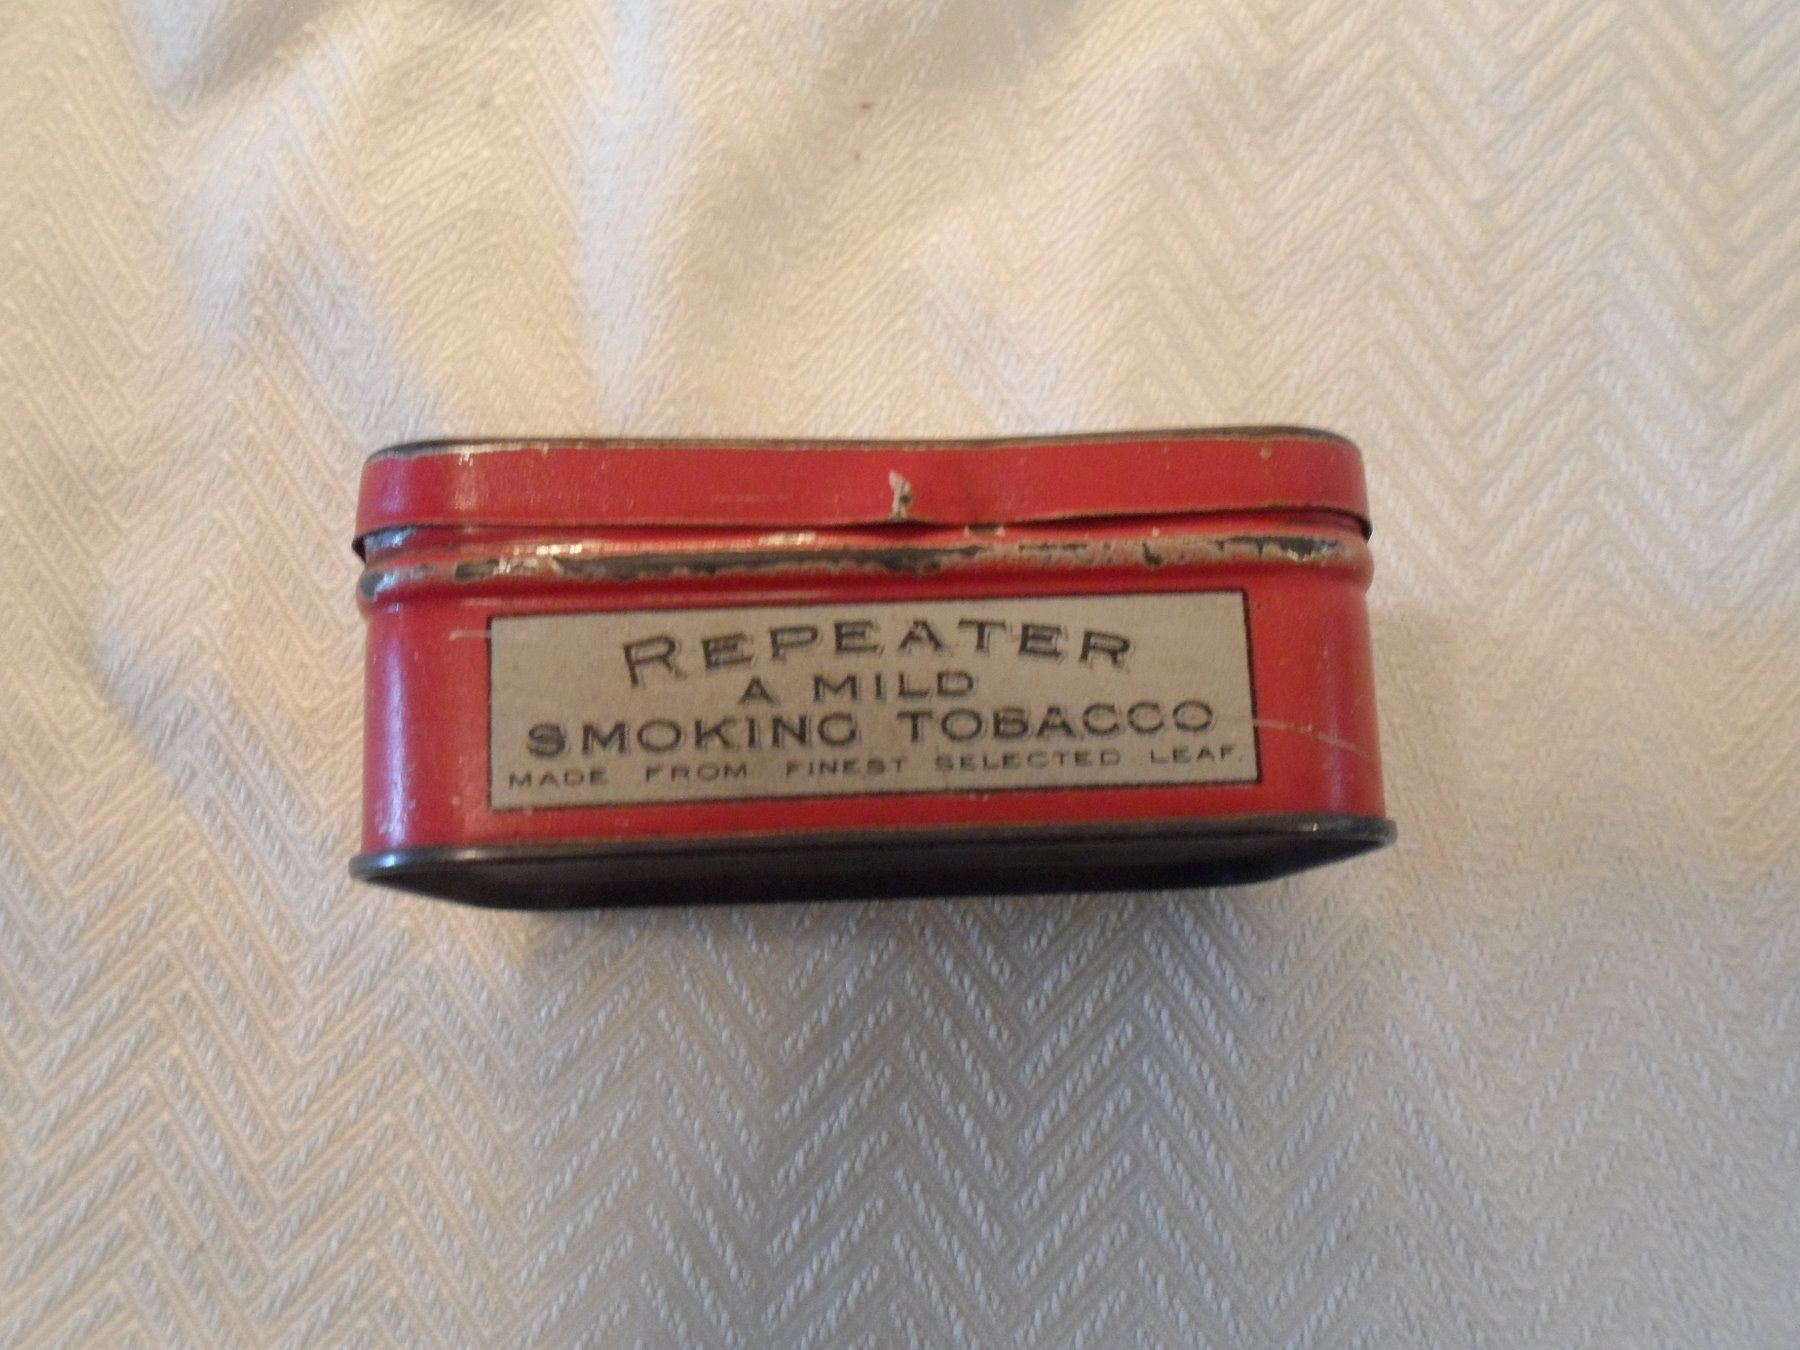 REPEATER
A MILD
SMOKING TOBACCO
MADE FROM FINEST SELECTED LEAF.